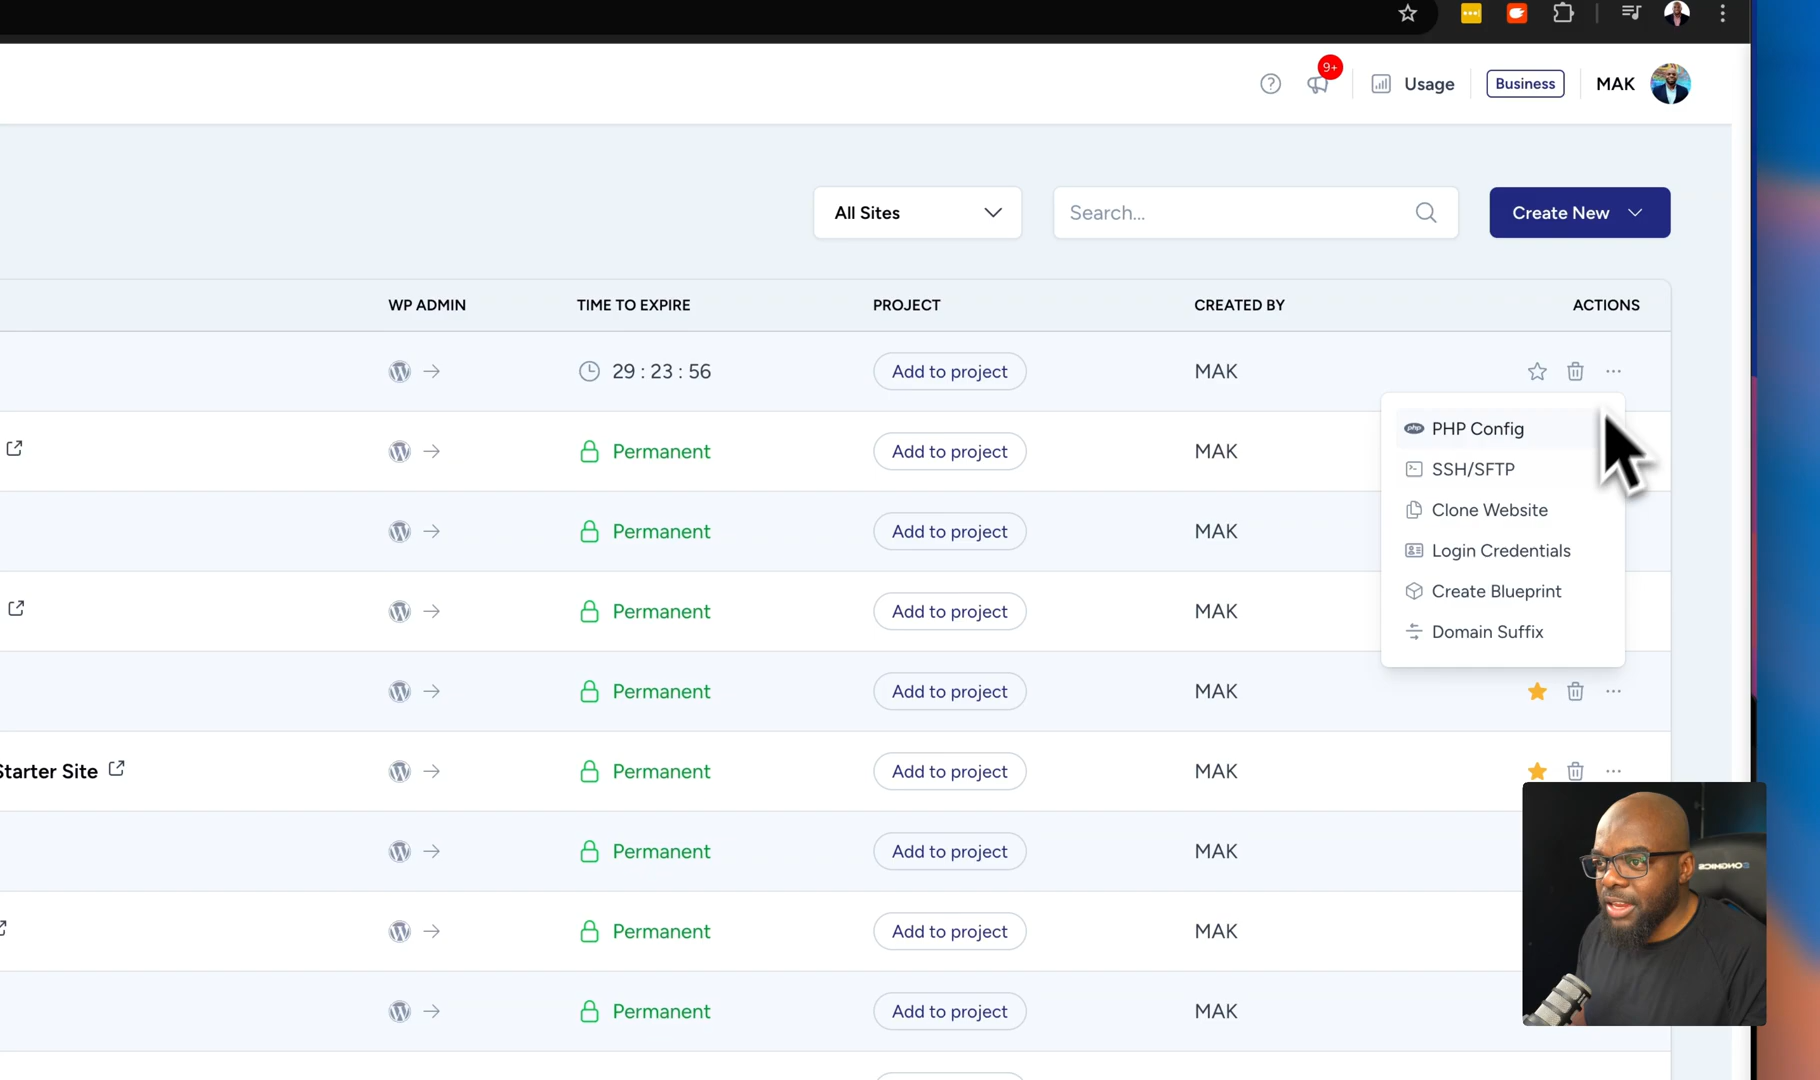 9+
Usage
Business
MAK
All Sites
Search...
Create New
WP ADMIN
TIME TO EXPIRE
PROJECT
CREATED BY
ACTIONS
29 : 23 : 56
Add to project
MAK
php PHP Config
SSH/SFTP
Clone Website
Login Credentials
Create Blueprint
Domain Suffix
Permanent
Add to project
MAK
Permanent
Add to project
MAK
Permanent
Add to project
MAK
Permanent
Add to project
MAK
Starter Site
Permanent
Add to project
MAK
Permanent
Add to project
MAK
Permanent
Add to project
MAK
Permanent
Add to project
MAK